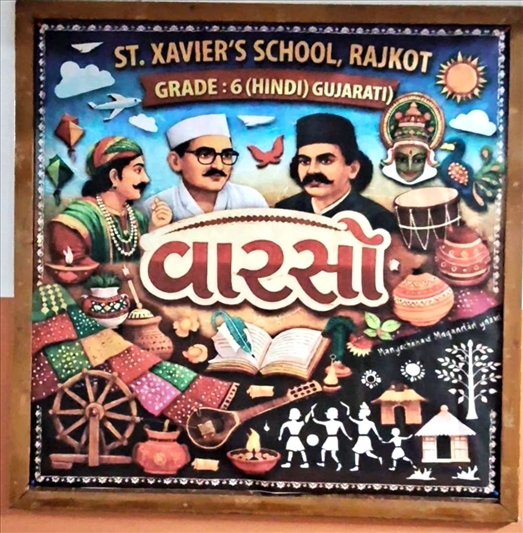 ST. XAVIER'S SCHOOL, RAJKOT
GRADE : 6 (HINDI) GUJARATI)
વારસો